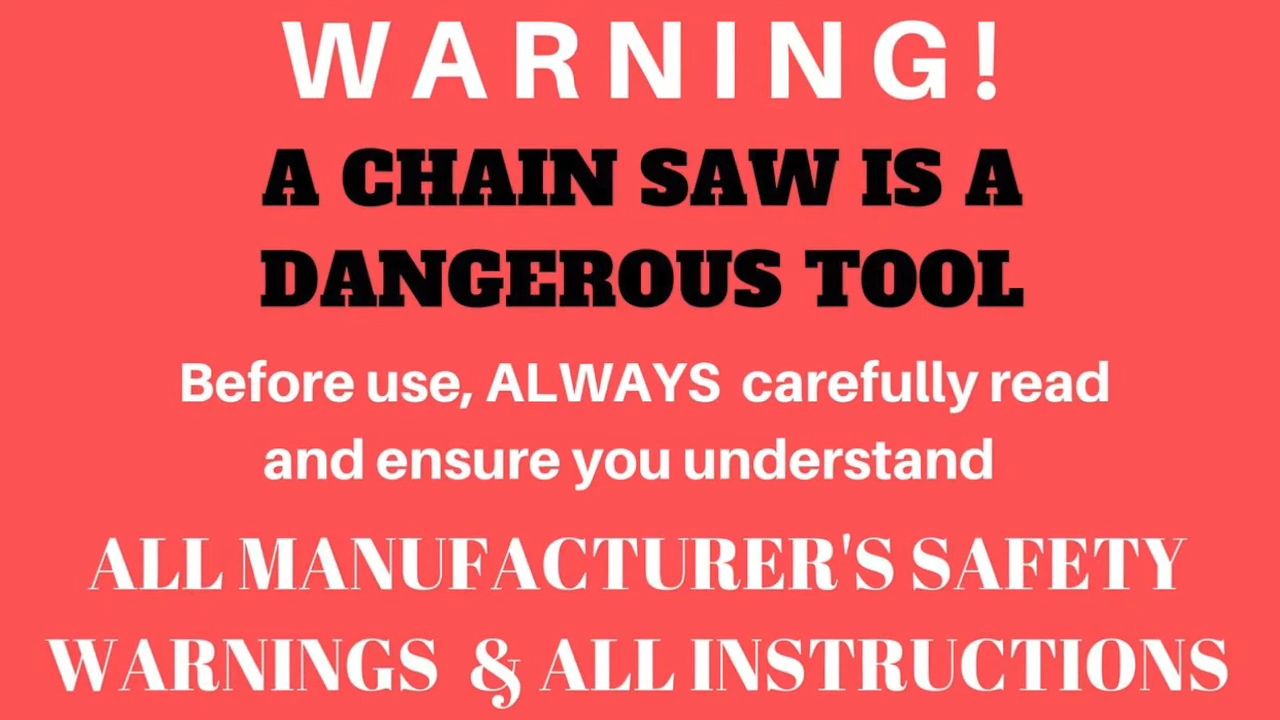 WARNING!
A CHAIN SAW IS A
DANGEROUS TOOL
Before use, ALWAYS carefully read
and ensure you understand
ALL MANUFACTURER'S SAFETY
WARNINGS & ALL INSTRUCTIONS